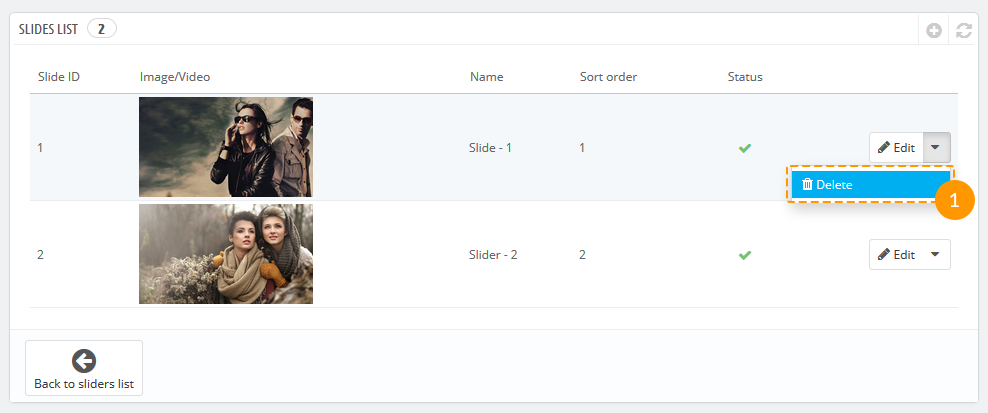 SLIDES LIST 2
Slide ID Image/Video Name Sort order Status
1 Slide - 1 1 Edit
Delete
1
2 Slider - 2 2 Edit
Back to sliders list